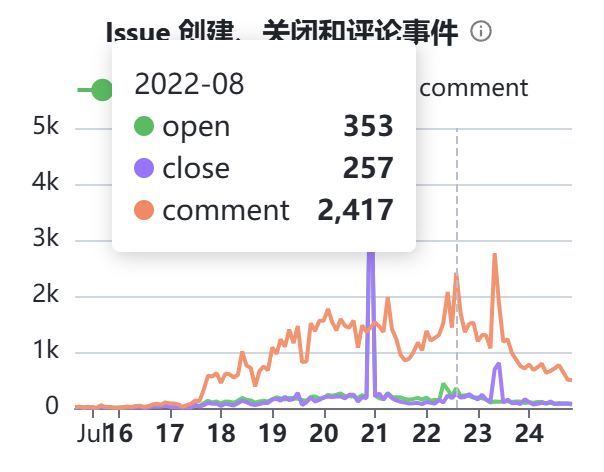 Issue 创建、关闭和评论事件
comment
2022-08
open 353
close 257
comment 2,417
5k
4k
3k
2k
1k
0
Jul 16 17 18 19 20 21 22 23 24